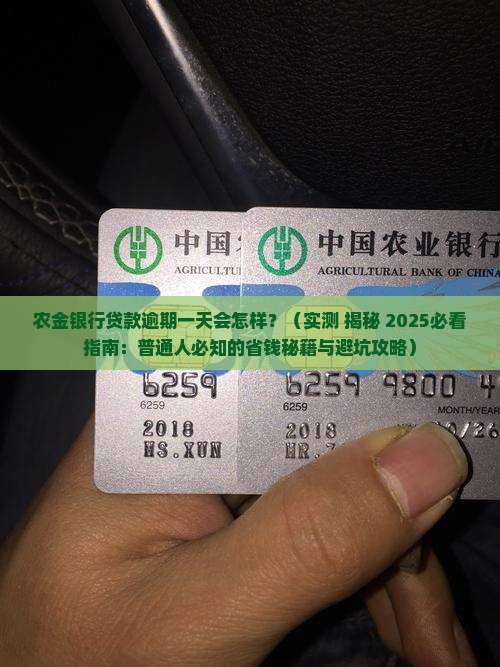 中国
AGRICULTU
中国农业银行
AGRICULTURAL BANK OF CHINA
农金银行贷款逾期一天会怎样？（实测 揭秘 2025必看
指南：普通人必知的省钱秘籍与避坑攻略）
6259
6259
2018
MS.XUN
6259 9800 4
6259
MONTH/YEAR
2018
0/26
MR.